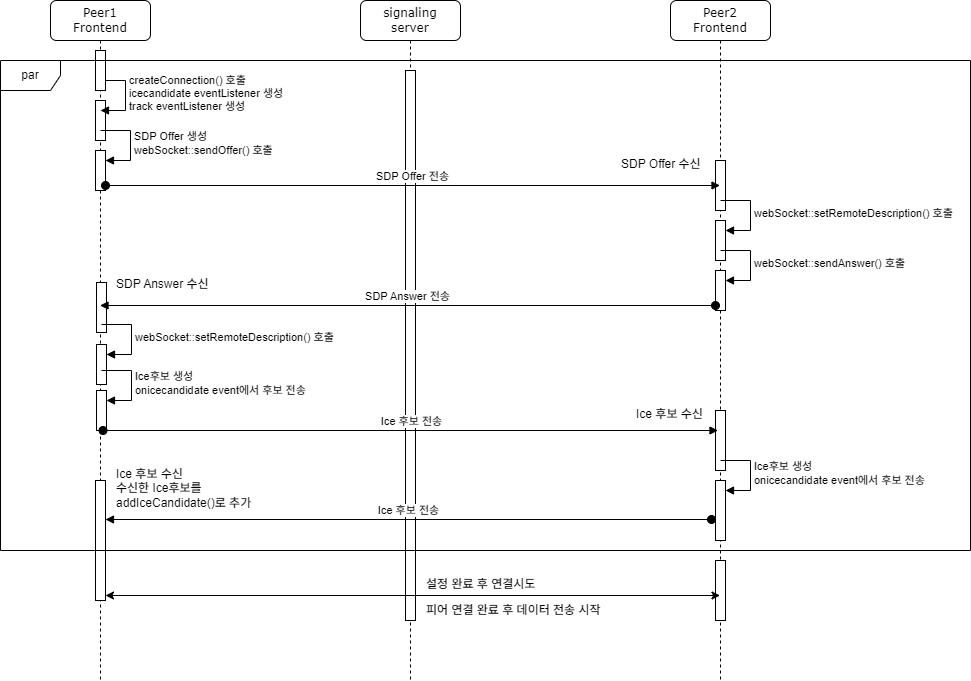 Peer1
Frontend
signaling
server
Peer2
Frontend
par
createConnection() 호출
icecandidate eventListener 생성
track eventListener 생성
SDP Offer 생성
webSocket::sendOffer() 호출
SDP Offer 수신
SDP Offer 전송
webSocket::setRemoteDescription() 호출
webSocket::sendAnswer() 호출
SDP Answer 수신
SDP Answer 전송
webSocket::setRemoteDescription() 호출
Ice후보 생성
onicecandidate event에서 후보 전송
Ice 후보 수신
Ice 후보 전송
Ice후보 생성
onicecandidate event에서 후보 전송
Ice 후보 수신
수신한 Ice후보를
addIceCandidate()로 추가
Ice 후보 전송
설정 완료 후 연결시도
피어 연결 완료 후 데이터 전송 시작